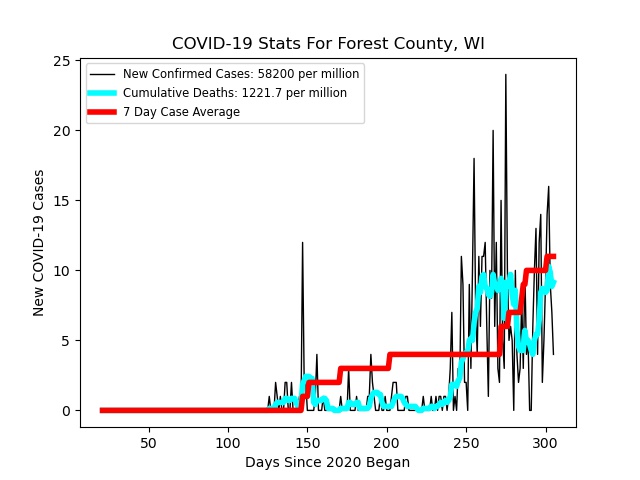 COVID-19 Stats For Forest County, WI
New Confirmed Cases: 58200 per million
Cumulative Deaths: 1221.7 per million
7 Day Case Average
New COVID-19 Cases
25
20
15
10
5
0
50 100 150 200 250 300
Days Since 2020 Began